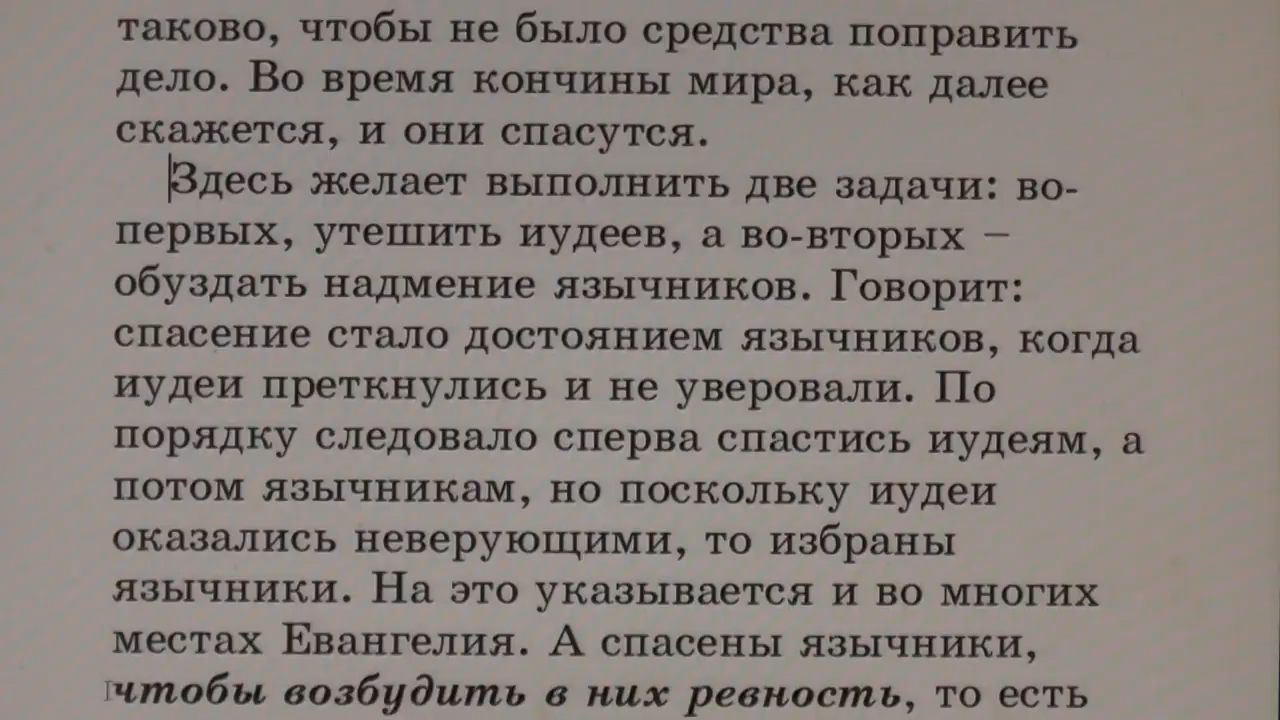 таково, чтобы не было средства поправить
дело. Во время кончины мира, как далее
скажется, и они спасутся.
Здесь желает выполнить две задачи: во-
первых, утешить иудеев, а во-вторых –
обуздать надмение язычников. Говорит:
спасение стало достоянием язычников, когда
иудеи преткнулись и не уверовали. По
порядку следовало сперва спастись иудеям, а
потом язычникам, но поскольку иудеи
оказались неверующими, то избраны
язычники. На это указывается и во многих
местах Евангелия. А спасены язычники,
чтобы возбудить в них ревность, то есть